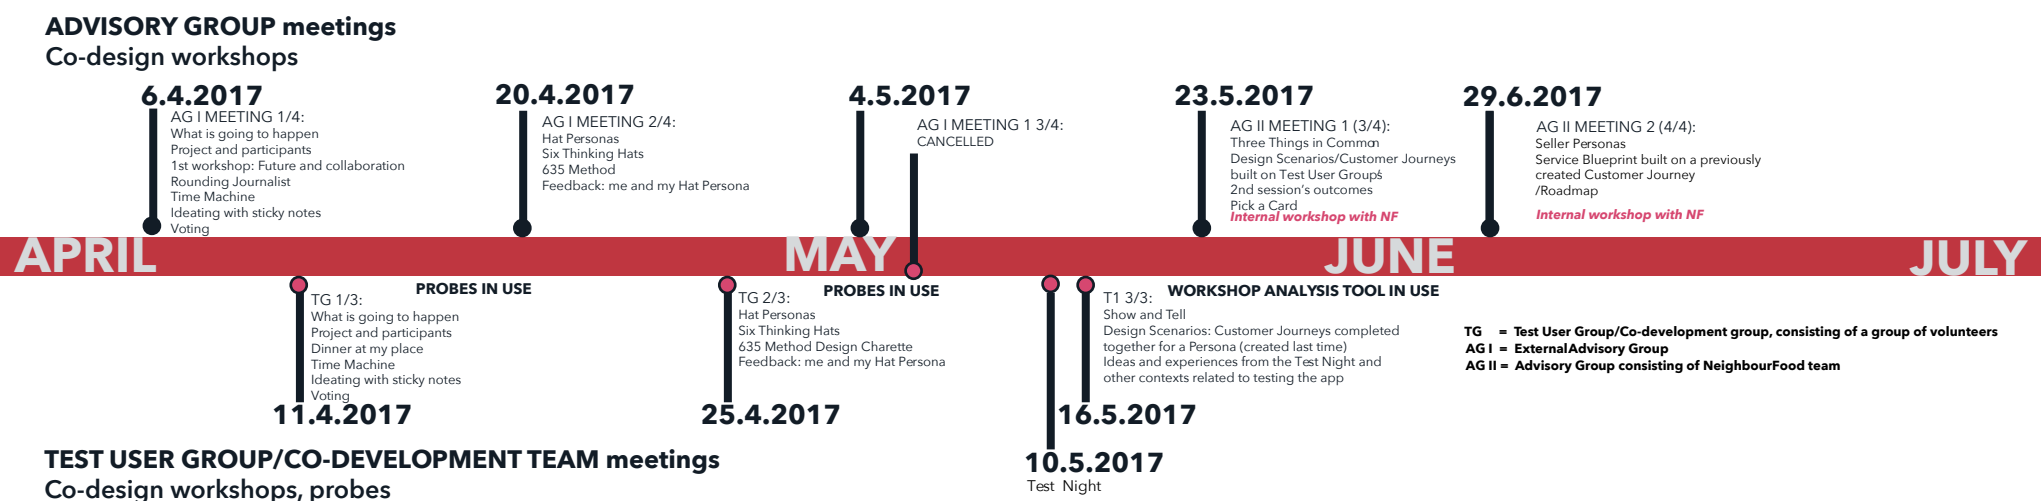 ADVISORY GROUP meetings
Co-design workshops
6.4.2017
AG I MEETING 1/4:
What is going to happen
Project and participants
1st workshop: Future and collaboration
Rounding Journalist
Time Machine
Ideating with sticky notes
Voting
20.4.2017
AG I MEETING 2/4:
Hat Personas
Six Thinking Hats
635 Method
Feedback: me and my Hat Persona
4.5.2017
AG I MEETING 1 3/4:
CANCELLED
23.5.2017
AG II MEETING 1 (3/4):
Three Things in Common
Design Scenarios/Customer Journeys
built on Test User Group's
2nd session's outcomes
Pick a Card
Internal workshop with NF
29.6.2017
AG II MEETING 2 (4/4):
Seller Personas
Service Blueprint built on a previously
created Customer Journey
/Roadmap
Internal workshop with NF
APRIL
MAY
JUNE
JULY
TG 1/3:
What is going to happen
Project and participants
Dinner at my place
Time Machine
Ideating with sticky notes
Voting
11.4.2017
PROBES IN USE
TG 2/3:
Hat Personas
Six Thinking Hats
635 Method Design Charette
Feedback: me and my Hat Persona
25.4.2017
PROBES IN USE
T1 3/3:
Show and Tell
Design Scenarios: Customer Journeys completed
together for a Persona (created last time)
Ideas and experiences from the Test Night and
other contexts related to testing the app
16.5.2017
WORKSHOP ANALYSIS TOOL IN USE
10.5.2017
Test Night
TG = Test User Group/Co-development group, consisting of a group of volunteers
AG I = ExternalAdvisory Group
AG II = Advisory Group consisting of NeighbourFood team
TEST USER GROUP/CO-DEVELOPMENT TEAM meetings
Co-design workshops, probes